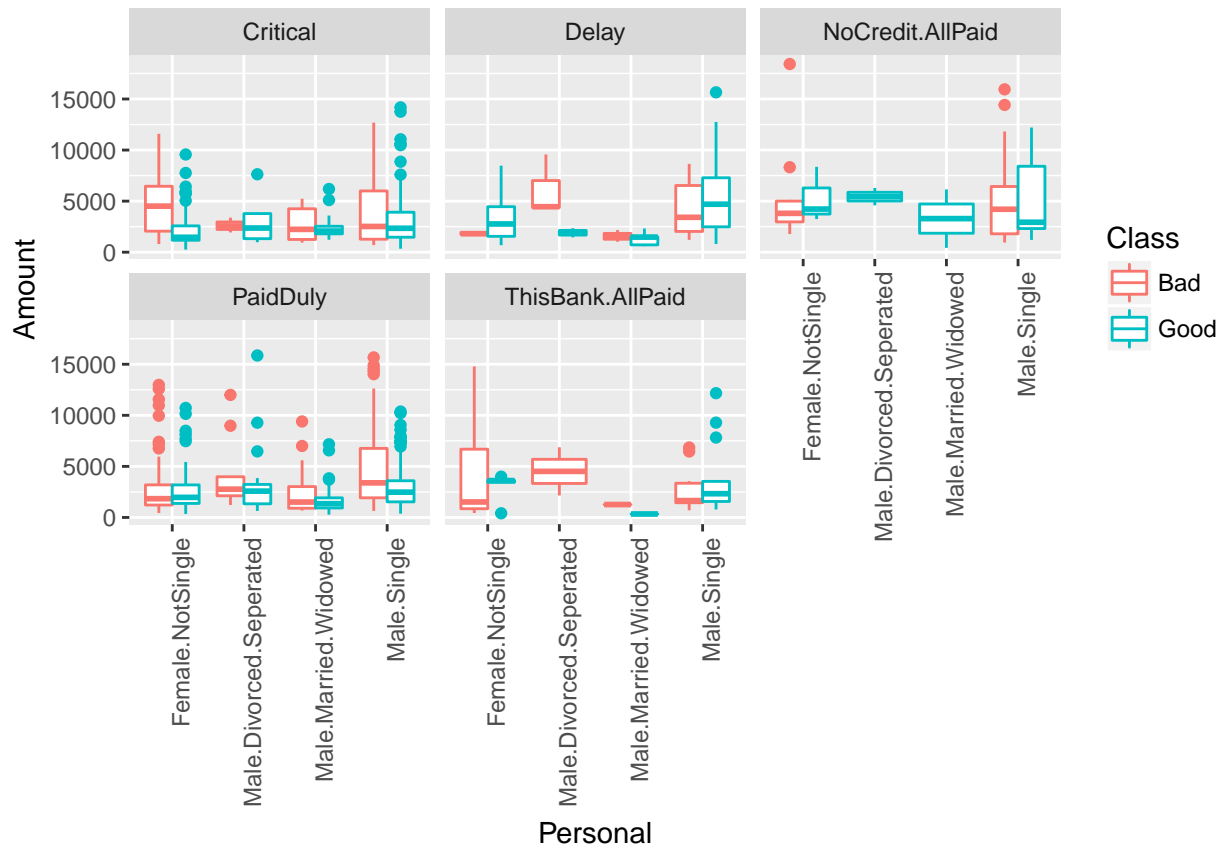 Critical
Delay
NoCredit.AllPaid
15000
10000
5000
0
PaidDuly
ThisBank.AllPaid
15000
10000
5000
0
Amount
Female.NotSingle
Male.Divorced.Seperated
Male.Married.Widowed
Male.Single
Female.NotSingle
Male.Divorced.Seperated
Male.Married.Widowed
Male.Single
Female.NotSingle
Male.Divorced.Seperated
Male.Married.Widowed
Male.Single
Personal
Class
Bad
Good